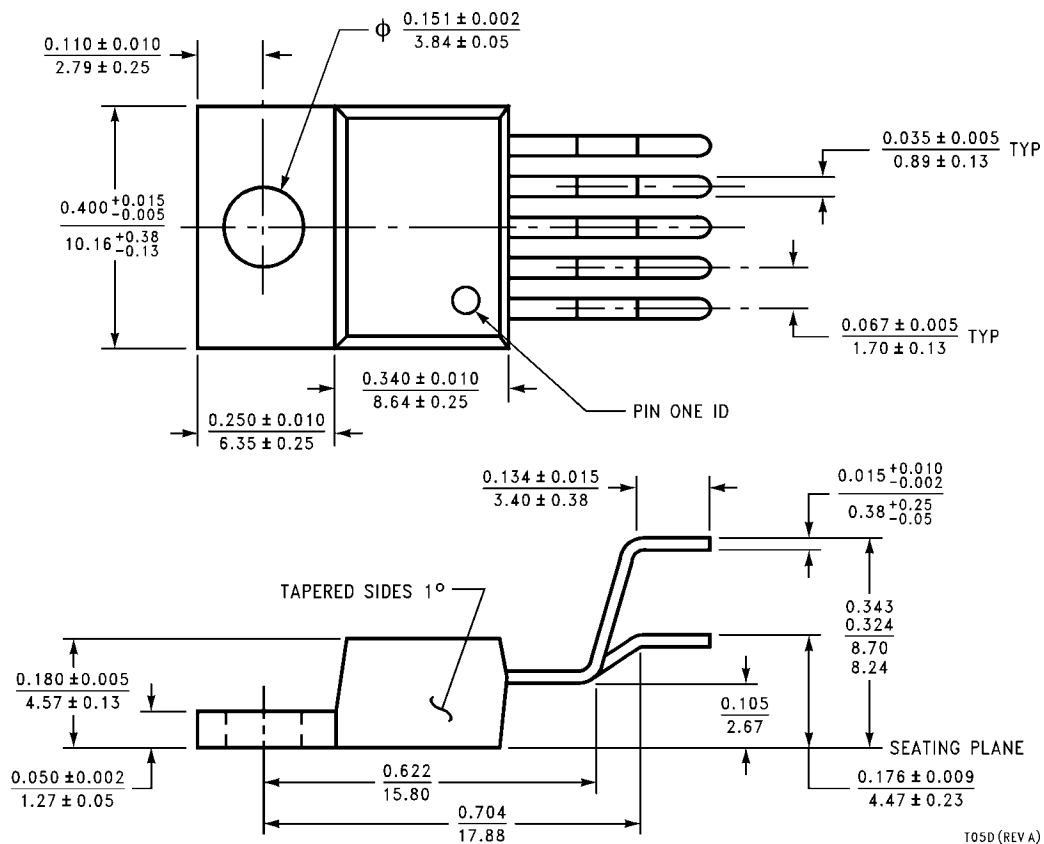 ϕ 0.151 ± 0.002
3.84 ± 0.05
0.110 ± 0.010
2.79 ± 0.25
0.035 ± 0.005 TYP
0.89 ± 0.13
0.400 +0.015 -0.005
10.16 +0.38 -0.13
0.067 ± 0.005 TYP
1.70 ± 0.13
0.340 ± 0.010
8.64 ± 0.25
PIN ONE ID
0.250 ± 0.010
6.35 ± 0.25
0.134 ± 0.015
3.40 ± 0.38
0.015 +0.010 -0.002
0.38 +0.25 -0.05
TAPERED SIDES 1°
0.343
0.324
8.70
8.24
0.180 ± 0.005
4.57 ± 0.13
0.105
2.67
SEATING PLANE
0.050 ± 0.002
1.27 ± 0.05
0.622
15.80
0.176 ± 0.009
4.47 ± 0.23
0.704
17.88
T05D (REV A)